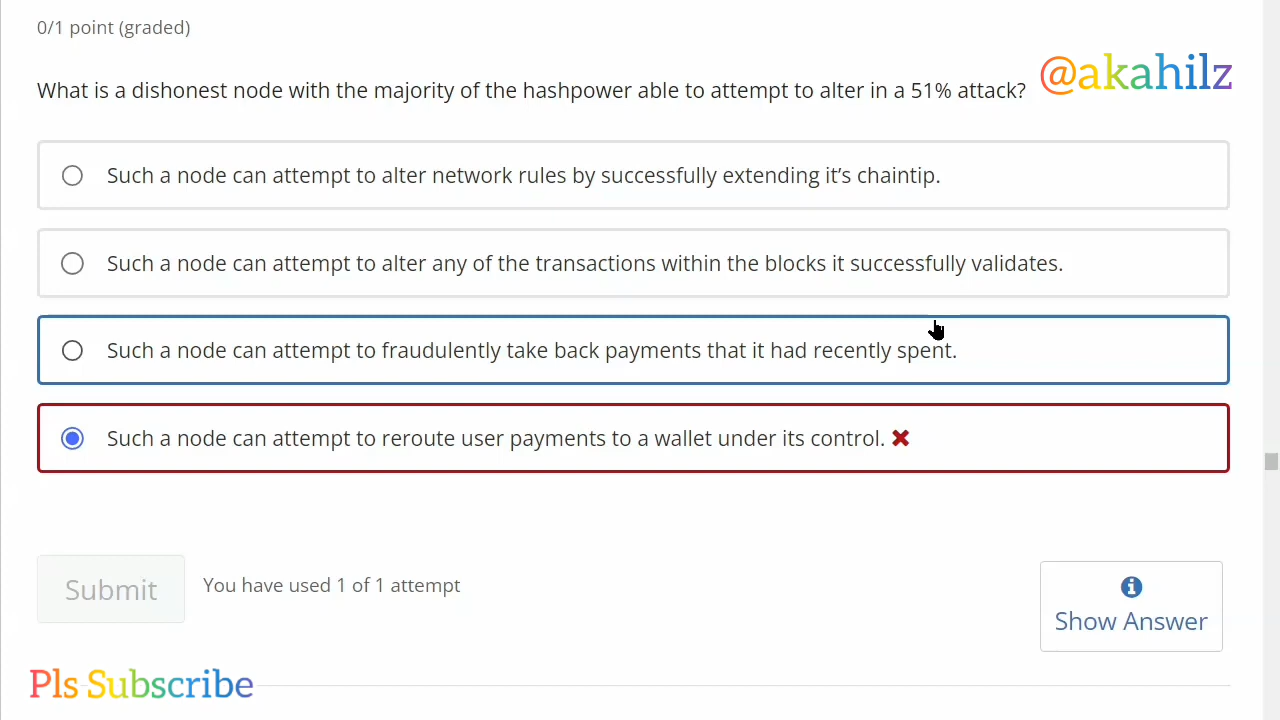 0/1 point (graded)
@akahilz
What is a dishonest node with the majority of the hashpower able to attempt to alter in a 51% attack?
Such a node can attempt to alter network rules by successfully extending it’s chaintip.
Such a node can attempt to alter any of the transactions within the blocks it successfully validates.
Such a node can attempt to fraudulently take back payments that it had recently spent.
Such a node can attempt to reroute user payments to a wallet under its control.
Submit
You have used 1 of 1 attempt
Show Answer
Pls Subscribe